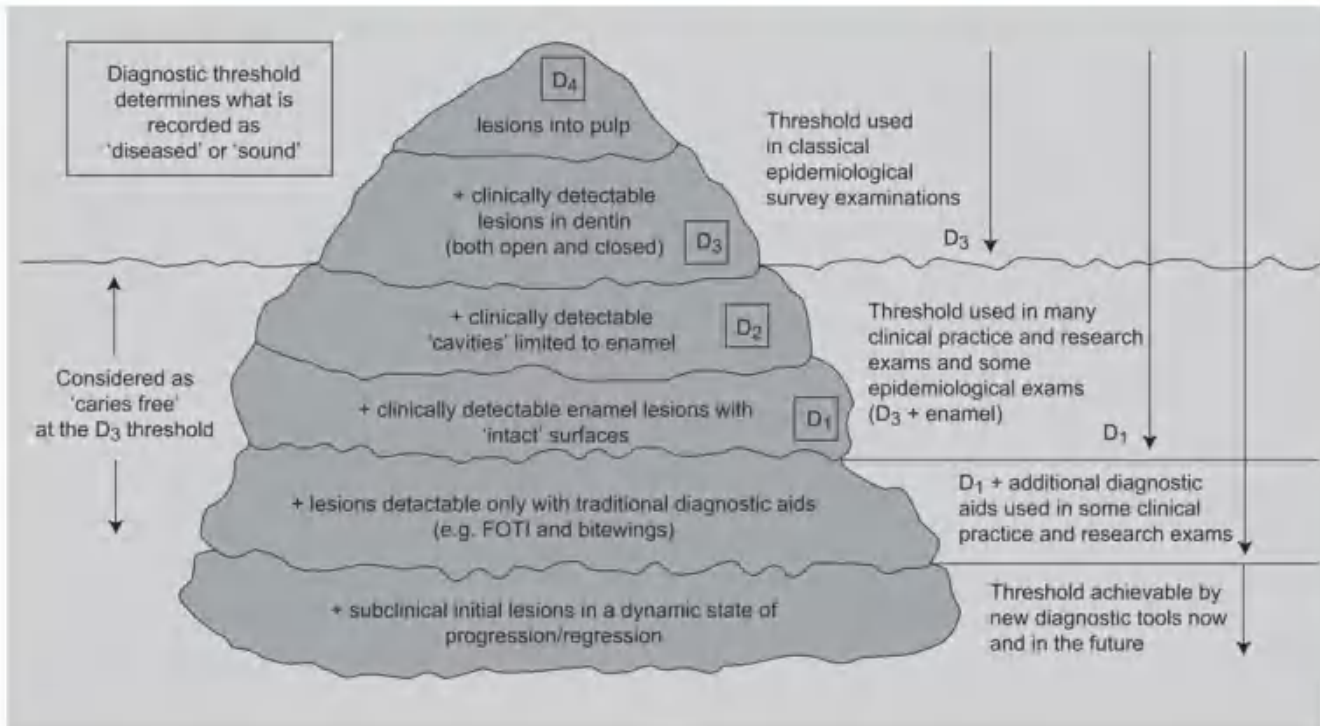 Diagnostic threshold
determines what is
recorded as
'diseased' or 'sound'
D4
lesions into pulp
+ clinically detectable
lesions in dentin
(both open and closed)
D3
+ clinically detectable
'cavities' limited to enamel
D2
+ clinically detectable enamel lesions with
'intact' surfaces
D1
+ lesions detactable only with traditional diagnostic aids
(e.g. FOTI and bitewings)
+ subclinical initial lesions in a dynamic state of
progression/regression
Considered as
'caries free'
at the D3 threshold
Threshold used
in classical
epidemiological
survey examinations
D3
Threshold used in many
clinical practice and research
exams and some
epidemiological exams
(D3 + enamel)
D1
D1 + additional diagnostic
aids used in some clinical
practice and research exams
Threshold achievable by
new diagnostic tools now
and in the future